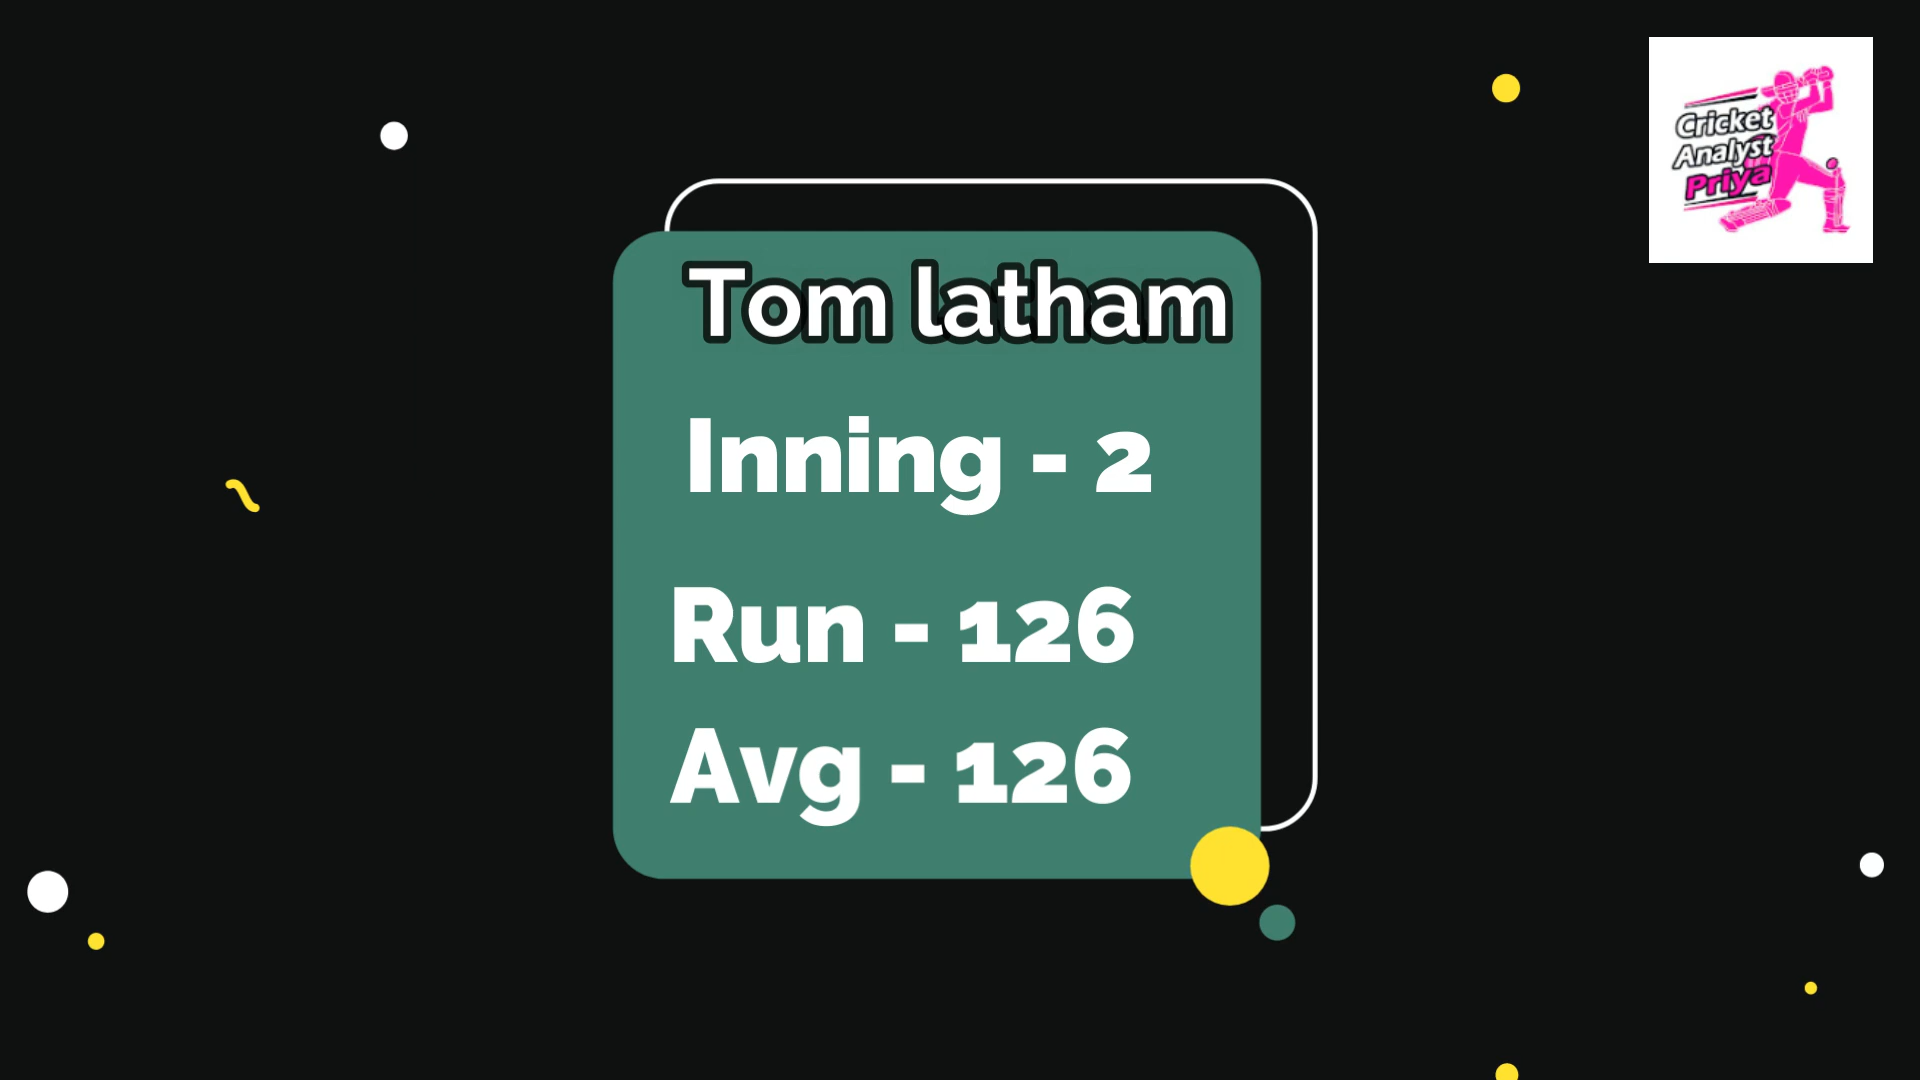 Cricket
Analyst
Priya
Tom latham
Inning - 2
Run - 126
Avg - 126